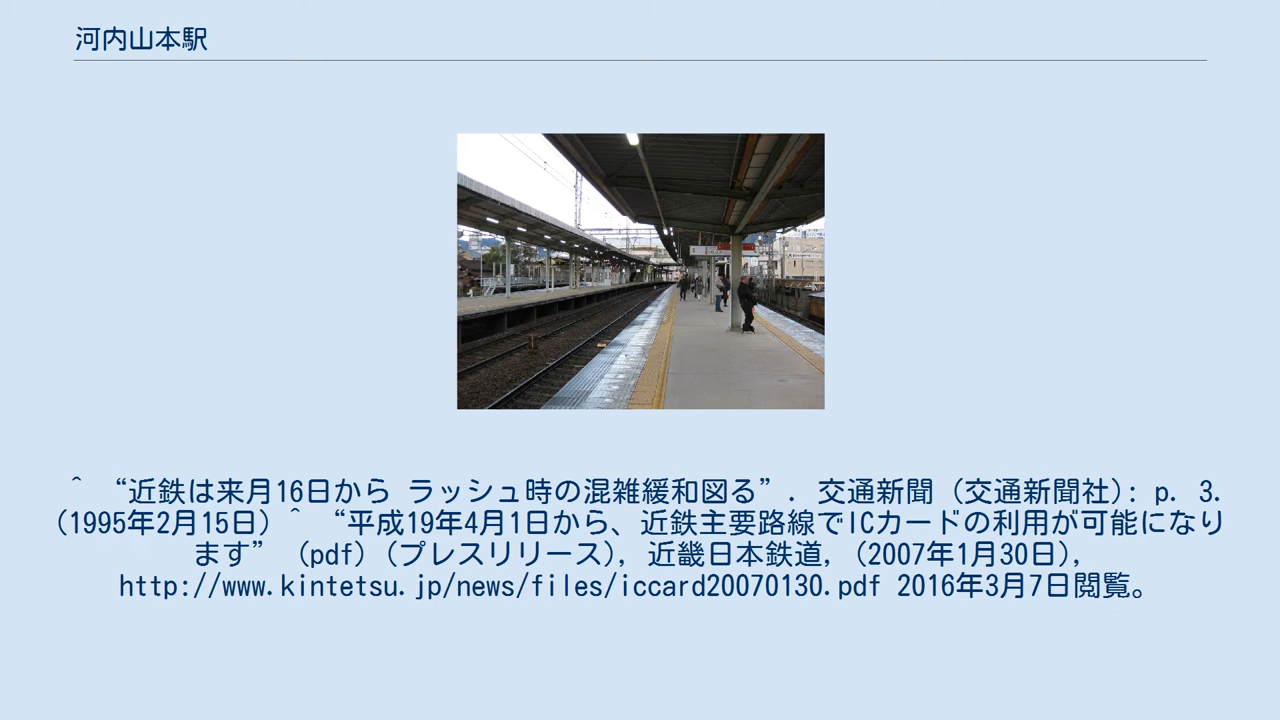 河内山本駅
^ “近鉄は来月16日から ラッシュ時の混雑緩和図る”. 交通新聞 (交通新聞社): p. 3.
(1995年2月15日) ^ “平成19年4月1日から、近鉄主要路線でICカードの利用が可能になり
ます” (pdf) (プレスリリース), 近畿日本鉄道, (2007年1月30日),
http://www.kintetsu.jp/news/files/iccard20070130.pdf 2016年3月7日閲覧。